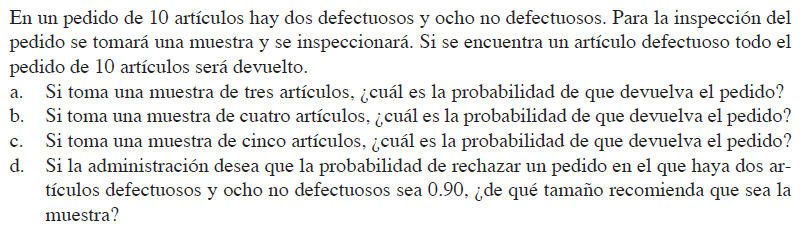 En un pedido de 10 artículos hay dos defectuosos y ocho no defectuosos. Para la inspección del
pedido se tomará una muestra y se inspeccionará. Si se encuentra un artículo defectuoso todo el
pedido de 10 artículos será devuelto.
a. Si toma una muestra de tres artículos, ¿cuál es la probabilidad de que devuelva el pedido?
b. Si toma una muestra de cuatro artículos, ¿cuál es la probabilidad de que devuelva el pedido?
c. Si toma una muestra de cinco artículos, ¿cuál es la probabilidad de que devuelva el pedido?
d. Si la administración desea que la probabilidad de rechazar un pedido en el que haya dos ar-
tículos defectuosos y ocho no defectuosos sea 0.90, ¿de qué tamaño recomienda que sea la
muestra?